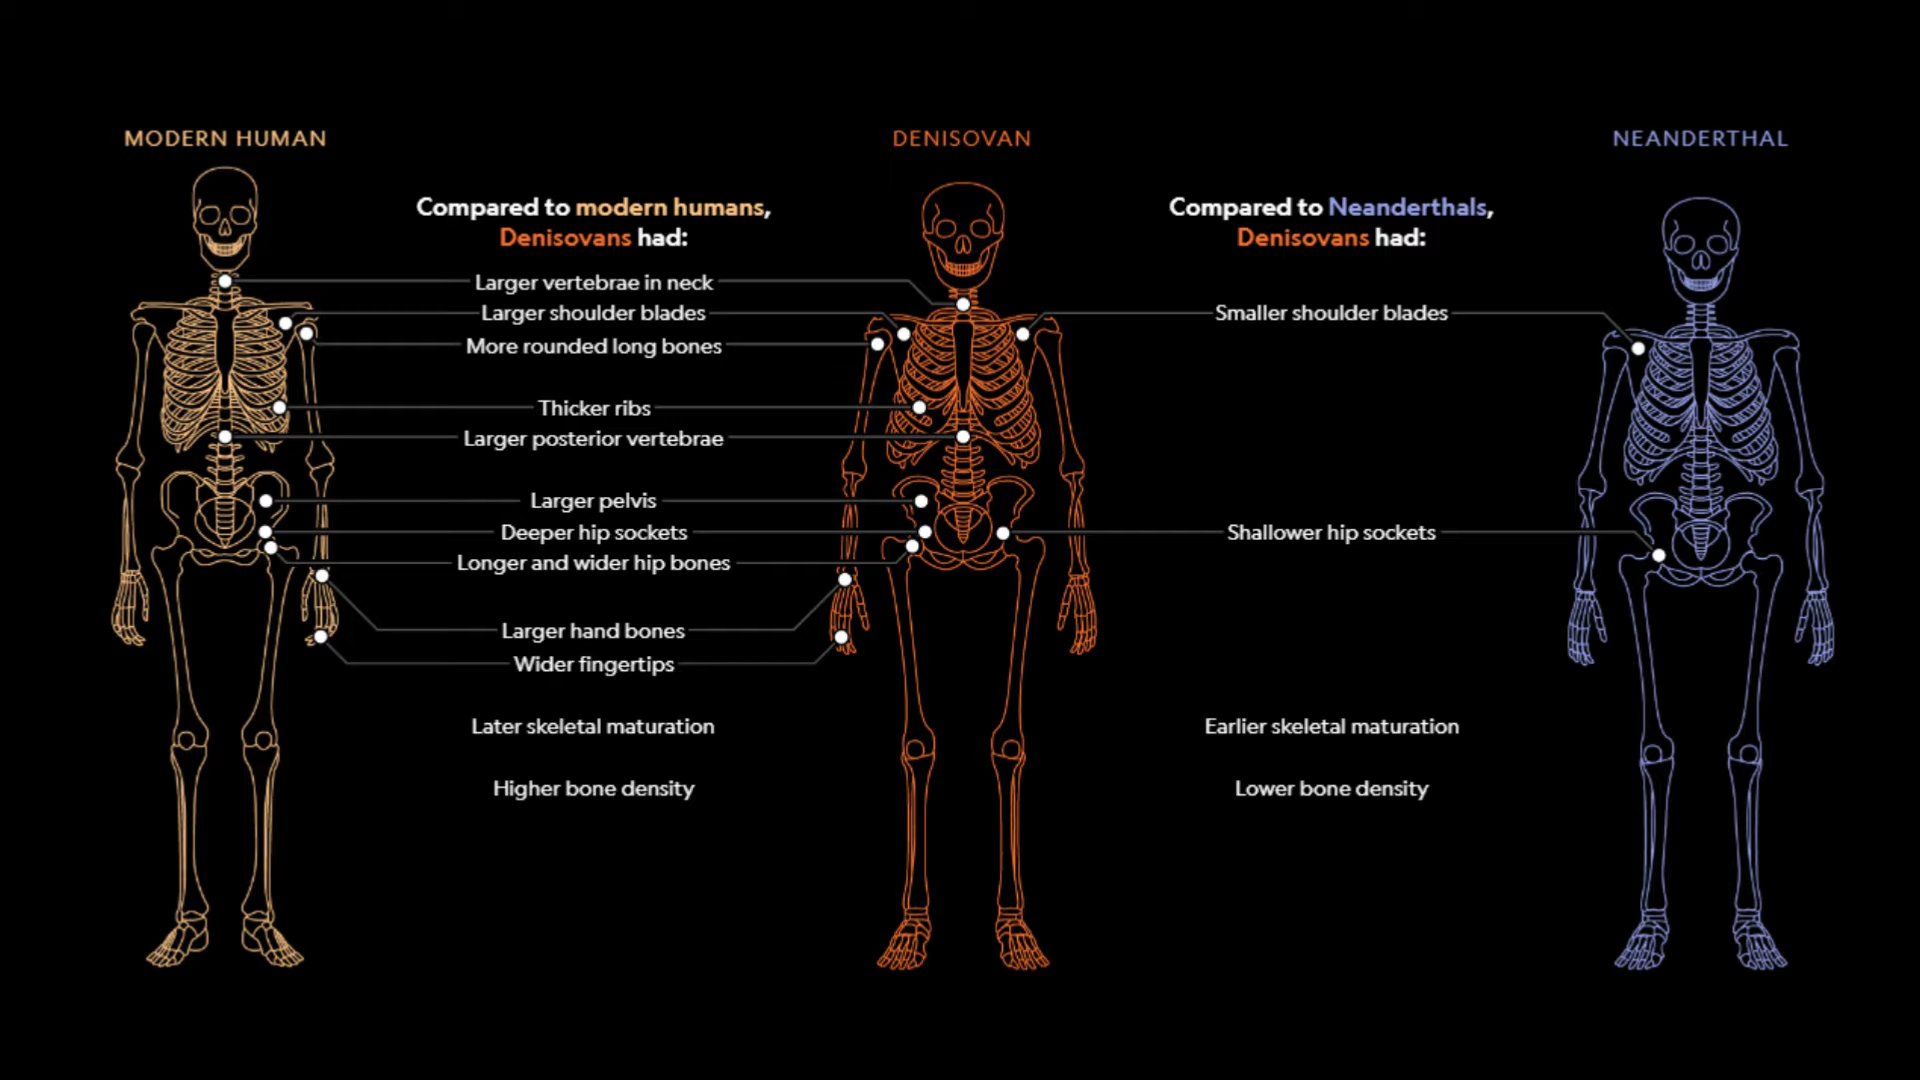 MODERN HUMAN
DENISOVAN
NEANDERTHAL
Compared to modern humans,
Denisovans had:
Larger vertebrae in neck
Larger shoulder blades
More rounded long bones
Thicker ribs
Larger posterior vertebrae
Larger pelvis
Deeper hip sockets
Longer and wider hip bones
Larger hand bones
Wider fingertips
Later skeletal maturation
Higher bone density
Compared to Neanderthals,
Denisovans had:
Smaller shoulder blades
Shallower hip sockets
Earlier skeletal maturation
Lower bone density